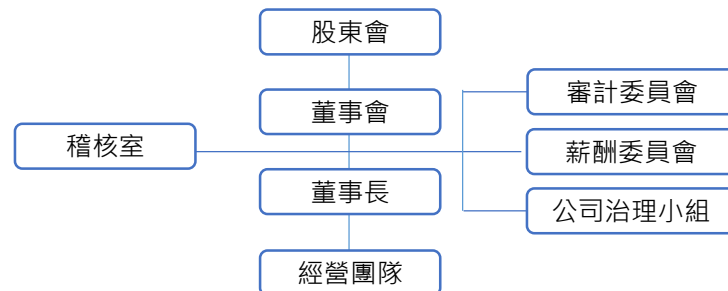 股東會
董事會
審計委員會
稽核室
薪酬委員會
董事長
公司治理小組
經營團隊